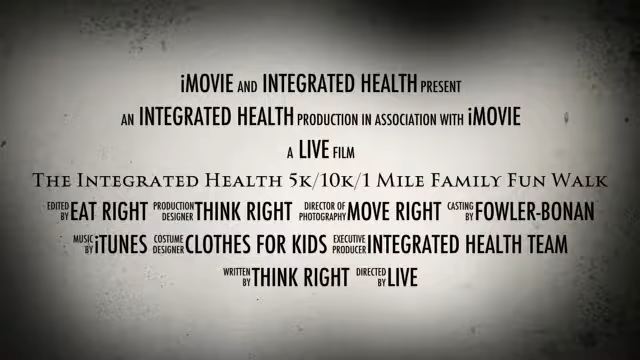 iMOVIE AND INTEGRATED HEALTH PRESENT
AN INTEGRATED HEALTH PRODUCTION IN ASSOCIATION WITH iMOVIE
A LIVE FILM
THE INTEGRATED HEALTH 5K/10K/1 MILE FAMILY FUN WALK
EDITED BY EAT RIGHT PRODUCTION DESIGNER THINK RIGHT DIRECTOR OF PHOTOGRAPHY MOVE RIGHT CASTING BY FOWLER-BONAN
MUSIC BY iTUNES COSTUME DESIGNER CLOTHES FOR KIDS EXECUTIVE PRODUCER INTEGRATED HEALTH TEAM
WRITTEN BY THINK RIGHT DIRECTED BY LIVE